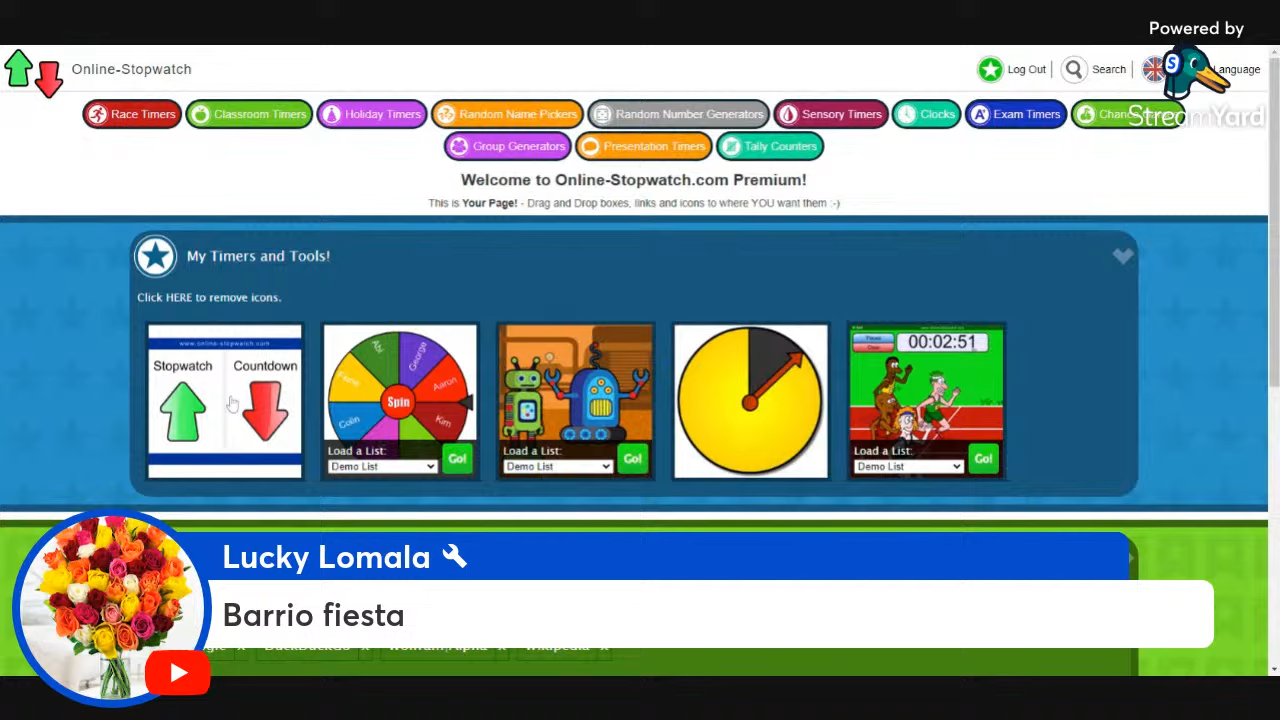 Powered by
Online-Stopwatch
Log Out
Search
Language
StreamYard
Race Timers
Classroom Timers
Holiday Timers
Random Name Pickers
Random Number Generators
Sensory Timers
Clocks
Exam Timers
Group Generators
Presentation Timers
Tally Counters
Welcome to Online-Stopwatch.com Premium!
This is Your Page! - Drag and Drop boxes, links and icons to where YOU want them :-)
My Timers and Tools!
Click HERE to remove icons.
www.online-stopwatch.com
Stopwatch
Countdown
George
Aaron
Kim
Colin
Spin
Load a List:
Demo List
Go!
Load a List:
Demo List
Go!
00:02:51
Load a List:
Demo List
Go!
Lucky Lomala
Barrio fiesta